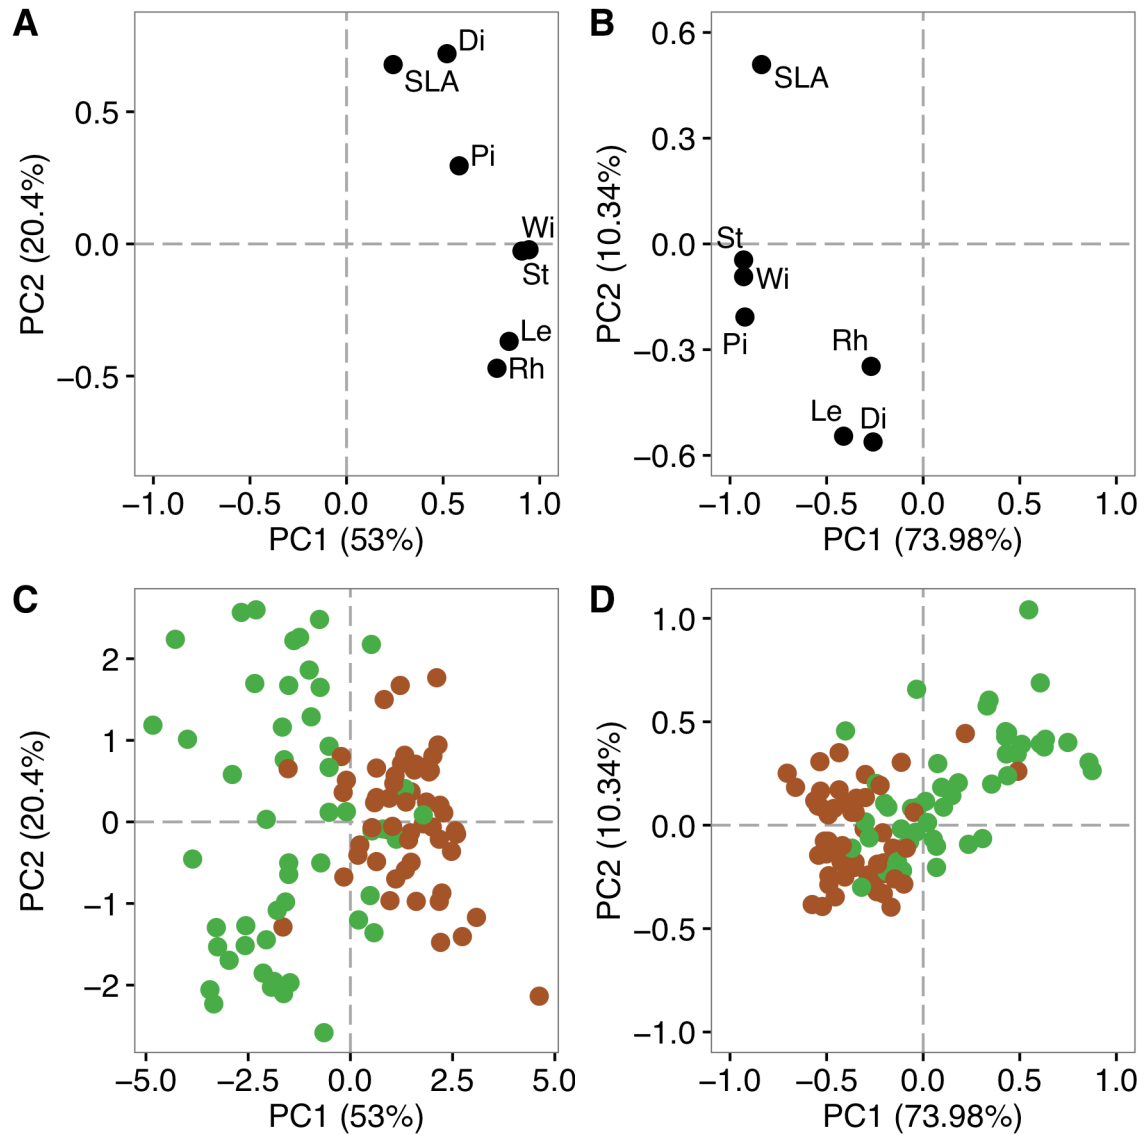 A
Di
SLA
Pi
Wi
St
Le
Rh
0.5
0.0
−0.5
−1.0 −0.5 0.0 0.5 1.0
PC1 (53%)
PC2 (20.4%)
B
SLA
St
Wi
Pi
Rh
Le
Di
0.6
0.3
0.0
−0.3
−0.6
−1.0 −0.5 0.0 0.5 1.0
PC1 (73.98%)
PC2 (10.34%)
C
2
1
0
−1
−2
−5.0 −2.5 0.0 2.5 5.0
PC1 (53%)
PC2 (20.4%)
D
1.0
0.5
0.0
−0.5
−1.0
−1.0 −0.5 0.0 0.5 1.0
PC1 (73.98%)
PC2 (10.34%)